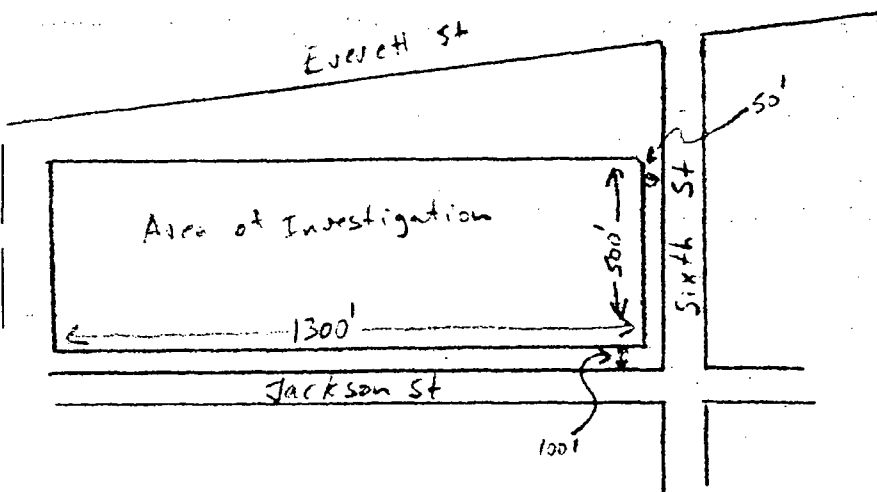 Everett St
50'
Area of Investigation
500'
Sixth St
1300'
Jackson St
100'